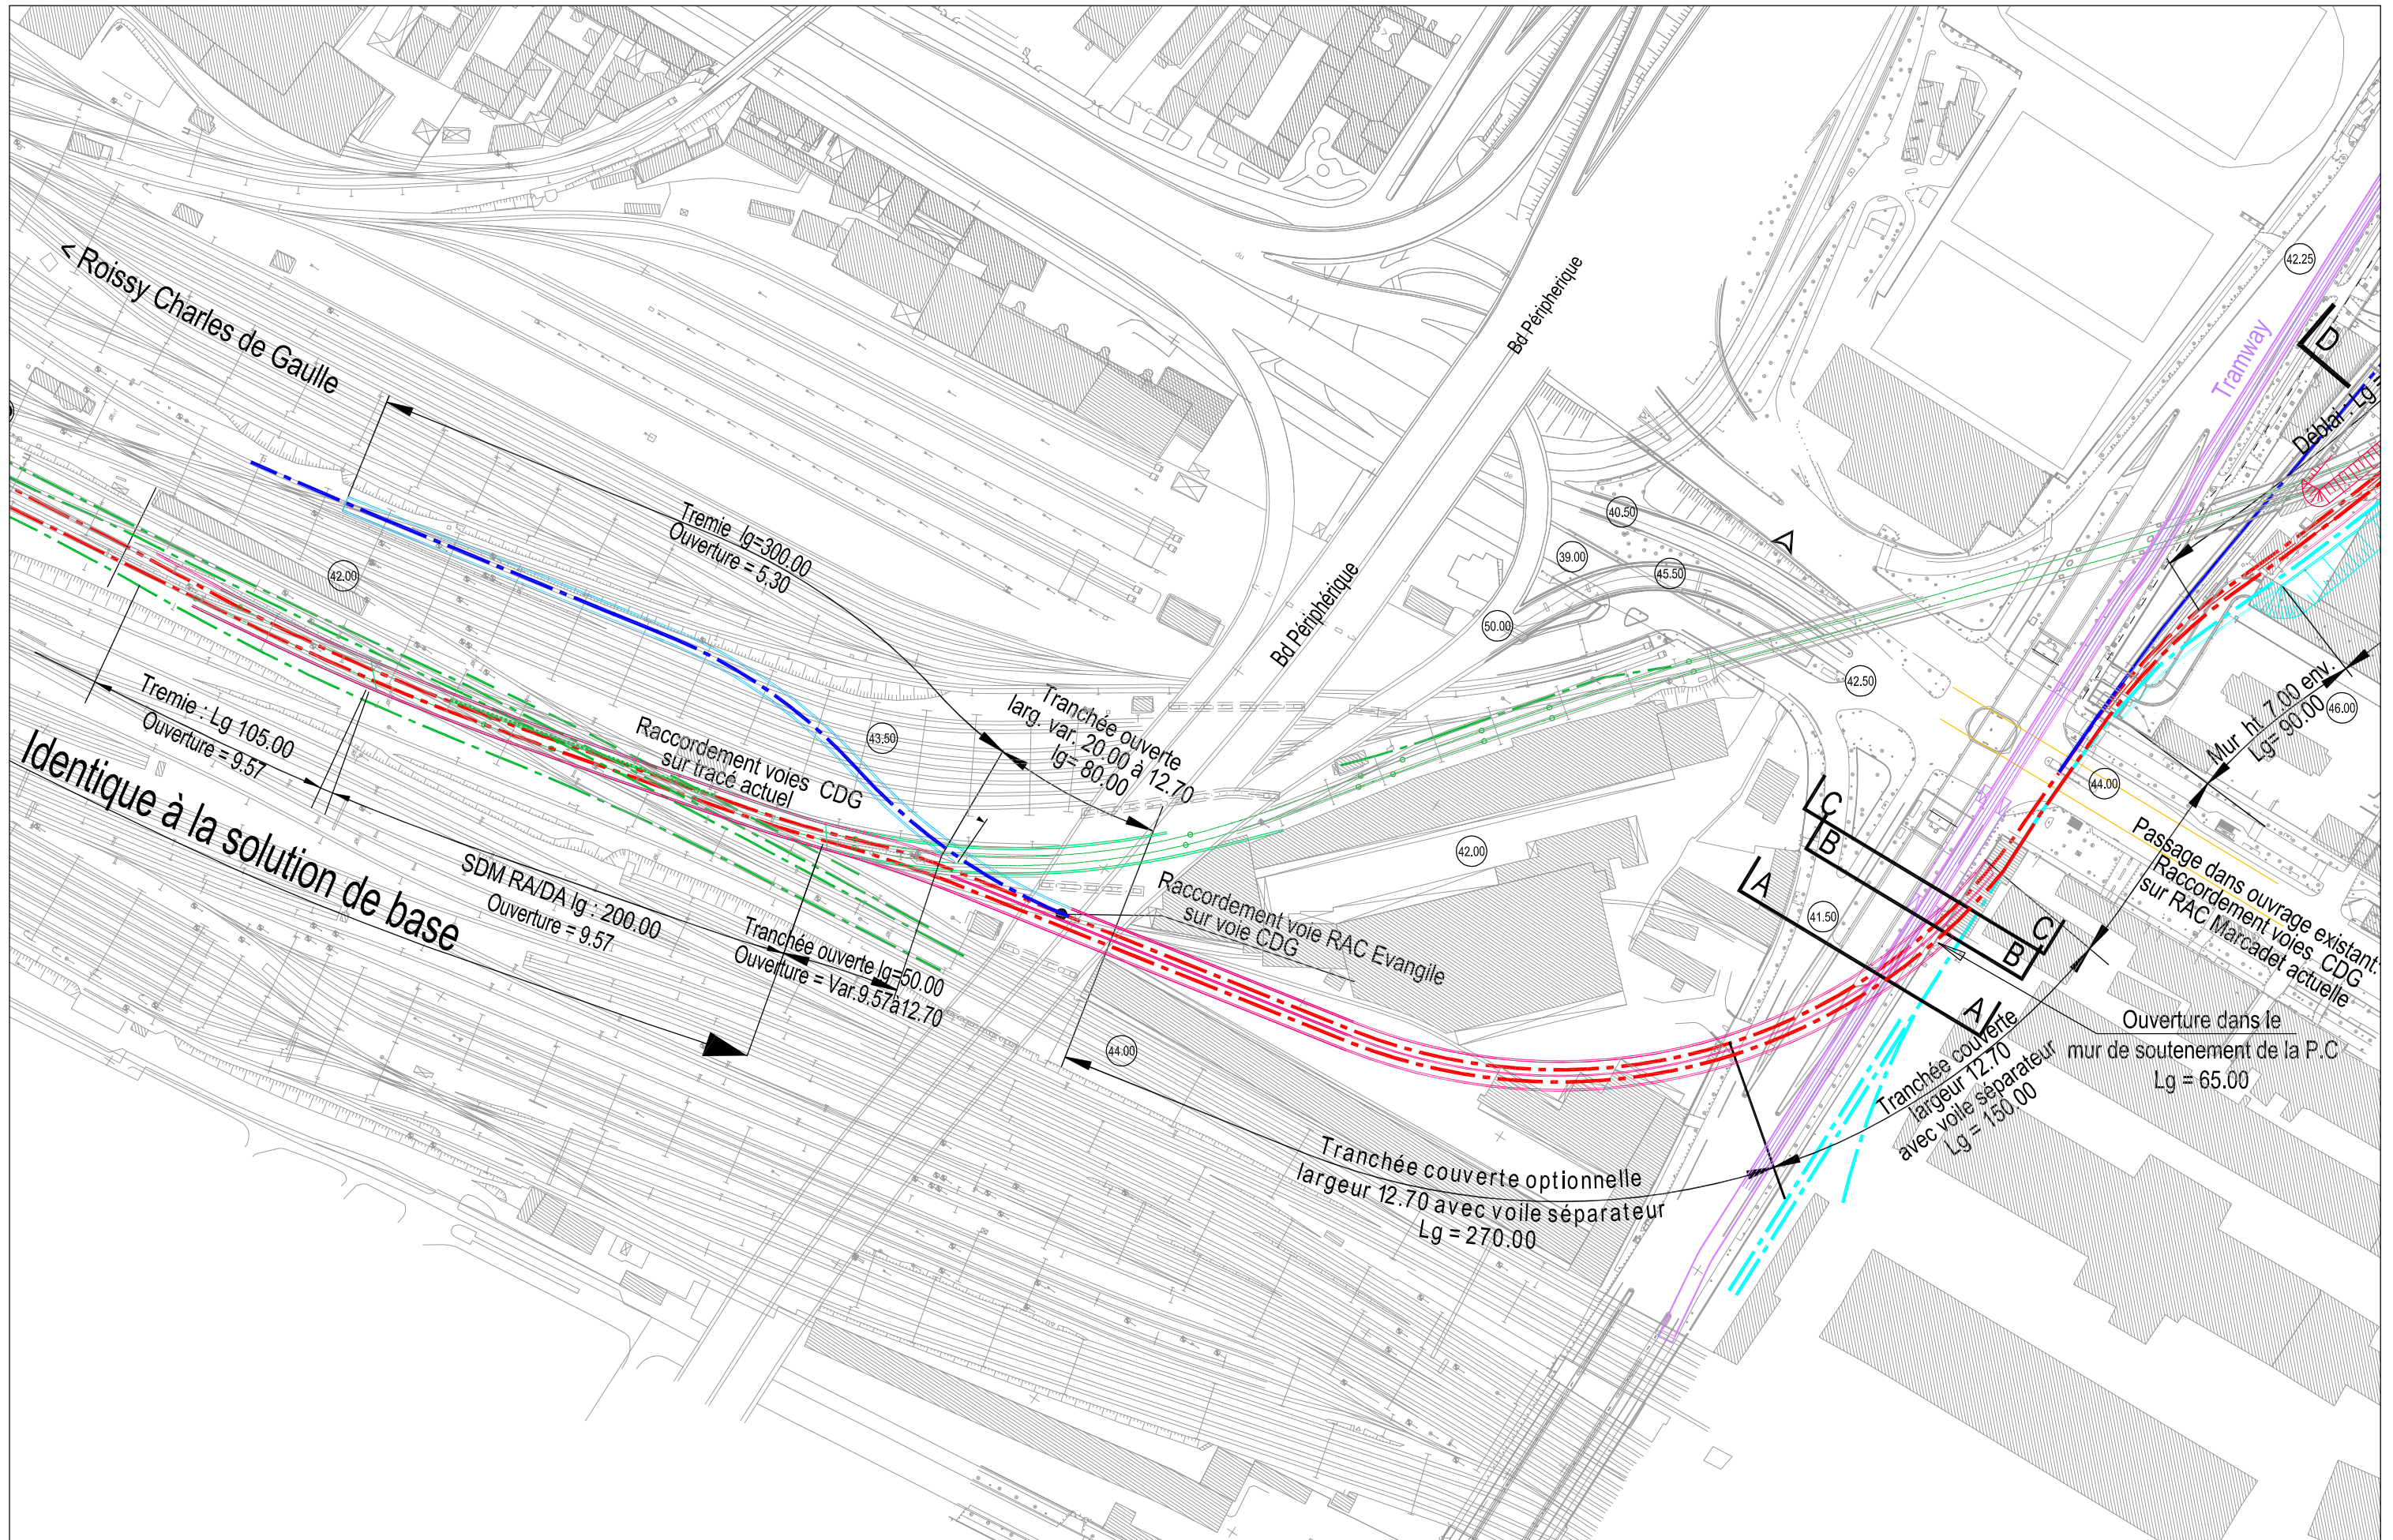 < Roissy Charles de Gaulle
Tremie lg=300.00
Ouverture = 5.30
Bd Péripherique
Bd Périphérique
Tramway
42.25
D
Déblai : Lg =
40.50
39.00
45.50
50.00
42.50
42.00
43.50
Tremie : Lg 105.00
Ouverture = 9.57
Identique à la solution de base
SDM RA/DA lg : 200.00
Ouverture = 9.57
Raccordement voies CDG
sur tracé actuel
Tranchée ouverte
larg. var. 20.00 à 12.70
lg= 80.00
Tranchée ouverte lg=50.00
Ouverture = Var.9.57à12.70
Raccordement voie RAC Evangile
sur voie CDG
42.00
44.00
Mur ht. 7.00 env.
Lg= 90.00
46.00
44.00
Passage dans ouvrage existant:
Raccordement voies CDG
sur RAC Marcadet actuelle
C
B
A
41.50
C
B
A
Ouverture dans le
mur de soutenement de la P.C
Lg = 65.00
Tranchée couverte
largeur 12.70
avec voile séparateur
Lg = 150.00
Tranchée couverte optionnelle
largeur 12.70 avec voile séparateur
Lg = 270.00